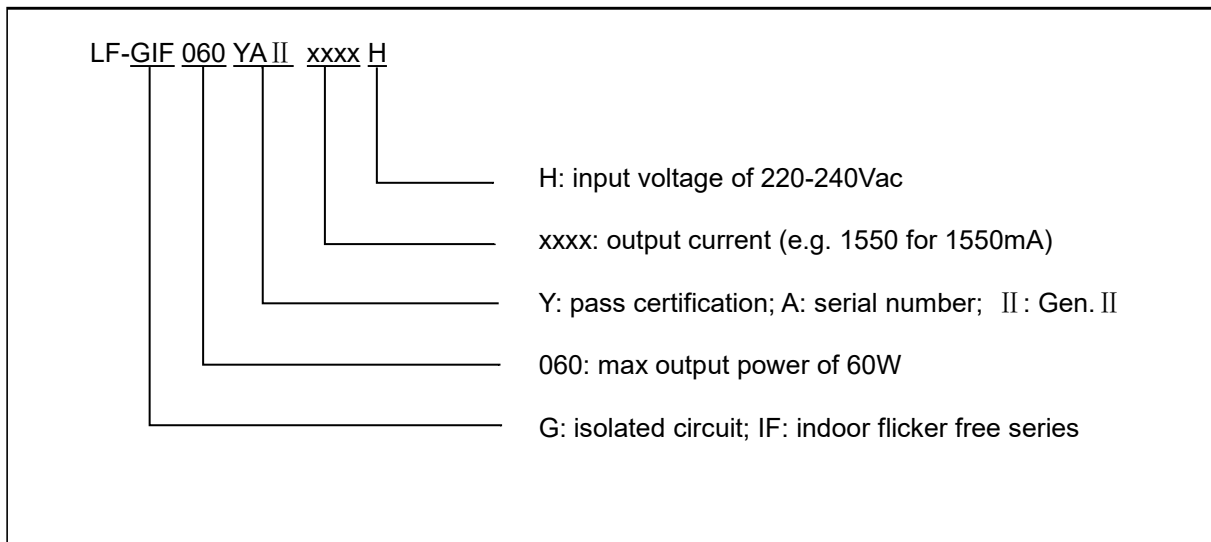 LF-GIF 060 YAⅡ xxxx H
H: input voltage of 220-240Vac
xxxx: output current (e.g. 1550 for 1550mA)
Y: pass certification; A: serial number; Ⅱ: Gen.Ⅱ
060: max output power of 60W
G: isolated circuit; IF: indoor flicker free series